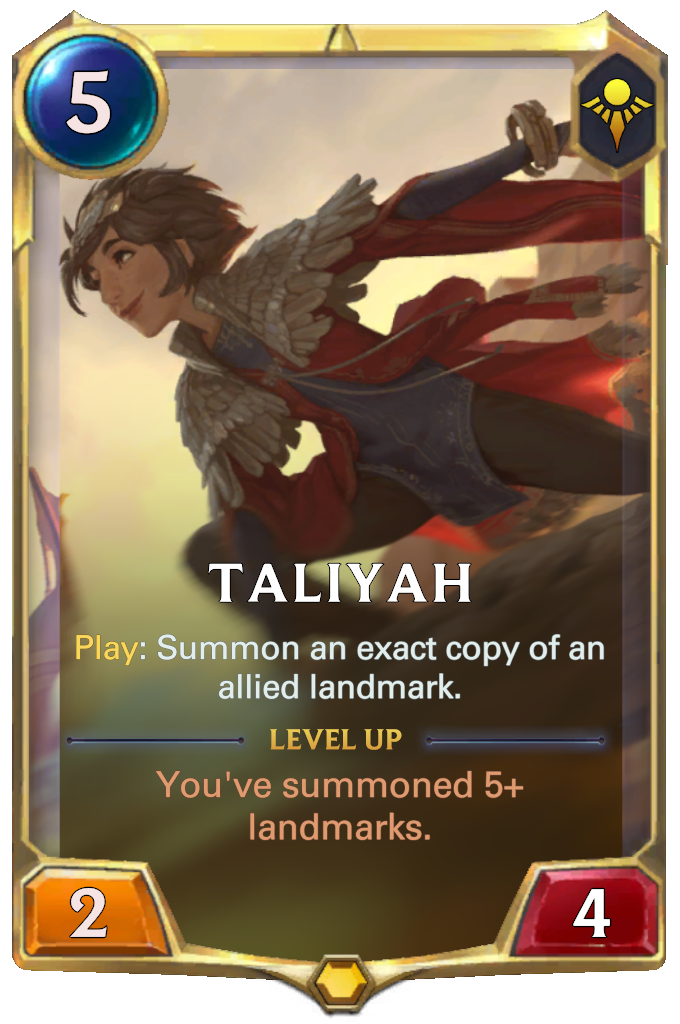 5
TALIYAH
Play: Summon an exact copy of an
allied landmark.
LEVEL UP
You've summoned 5+
landmarks.
2
4